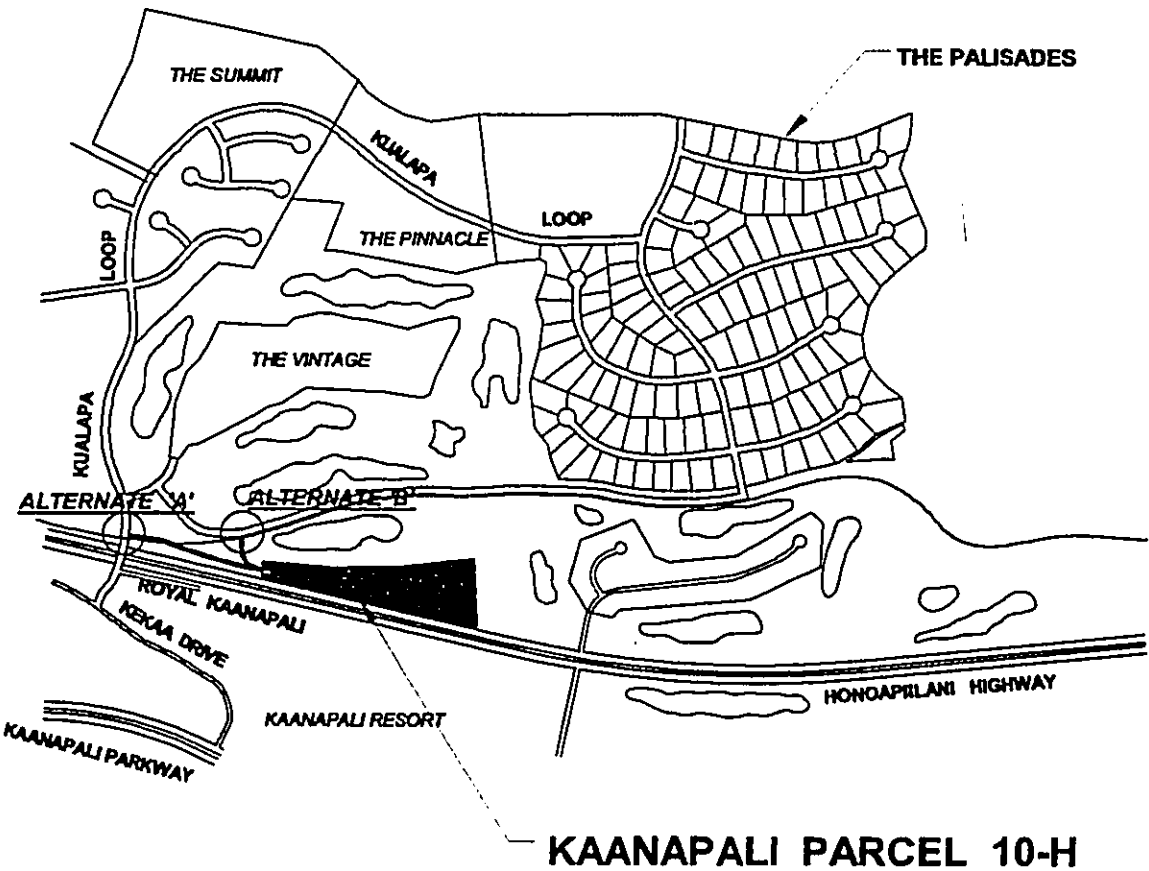 THE PALISADES
THE SUMMIT
KUALAPA
LOOP
LOOP
THE PINNACLE
THE VINTAGE
KUALAPA
ALTERNATE 'A'
ALTERNATE 'B'
ROYAL KAANAPALI
KEKAA DRIVE
HONOAPIILANI HIGHWAY
KAANAPALI RESORT
KAANAPALI PARKWAY
KAANAPALI PARCEL 10-H